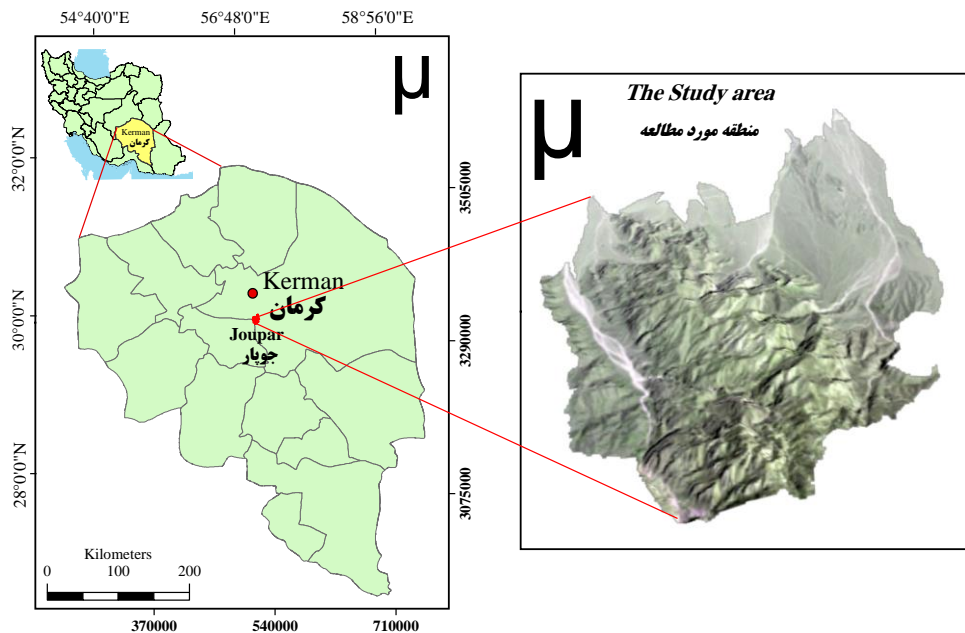 54°40'0"E
56°48'0"E
58°56'0"E
32°0'0"N
30°0'0"N
28°0'0"N
3505000
3290000
3075000
370000
540000
710000
µ
Kerman
کرمان
Kerman
کرمان
Joupar
جوپار
Kilometers
0 100 200
µ
The Study area
منطقه مورد مطالعه